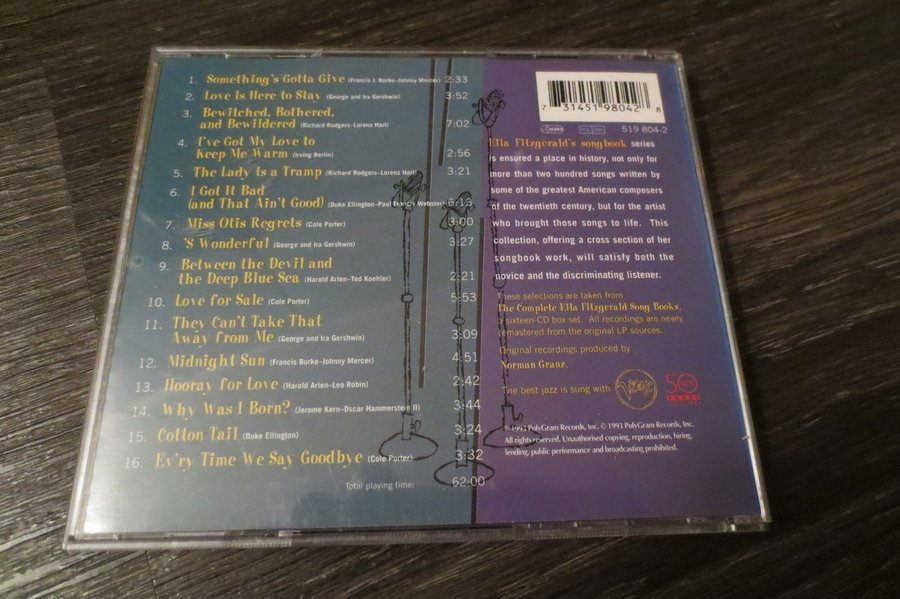 1. Something's Gotta Give (Francis J. Burke-Johnny Mercer) 2:33
2. Love Is Here to Stay (George and Ira Gershwin) 3:52
3. Bewitched, Bothered,
and Bewildered (Richard Rodgers-Lorenz Hart) 7:02
4. I've Got My Love to
Keep Me Warm (Irving Berlin) 2:56
5. The Lady Is a Tramp (Richard Rodgers-Lorenz Hart) 3:21
6. I Got It Bad
(and That Ain't Good) (Duke Ellington-Paul Francis Webster) 6:13
7. Miss Otis Regrets (Cole Porter) 3:00
8. 'S Wonderful (George and Ira Gershwin) 3:27
9. Between the Devil and
the Deep Blue Sea (Harold Arlen-Ted Koehler) 2:21
10. Love for Sale (Cole Porter) 5:53
11. They Can't Take That
Away from Me (George and Ira Gershwin) 3:09
12. Midnight Sun (Francis Burke-Johnny Mercer) 4:51
13. Hooray for Love (Harold Arlen-Leo Robin) 2:42
14. Why Was I Born? (Jerome Kern-Oscar Hammerstein II) 3:44
15. Cotton Tail (Duke Ellington) 3:24
16. Ev'ry Time We Say Goodbye (Cole Porter) 3:32
Total playing time. 62:00
7 31451 98042 8
519 804-2
Ella Fitzgerald's songbook series
is ensured a place in history, not only for
more than two hundred songs written by
some of the greatest American composers
of the twentieth century, but for the artist
who brought those songs to life. This
collection, offering a cross section of her
songbook work, will satisfy both the
novice and the discriminating listener.
These selections are taken from
The Complete Ella Fitzgerald Song Books,
a sixteen-CD box set. All recordings are newly
remastered from the original LP sources.
Original recordings produced by
Norman Granz.
The best jazz is sung with Verve 50
℗ 1993 PolyGram Records, Inc. © 1993 PolyGram Records, Inc.
All rights reserved. Unauthorised copying, reproduction, hiring,
lending, public performance and broadcasting prohibited.